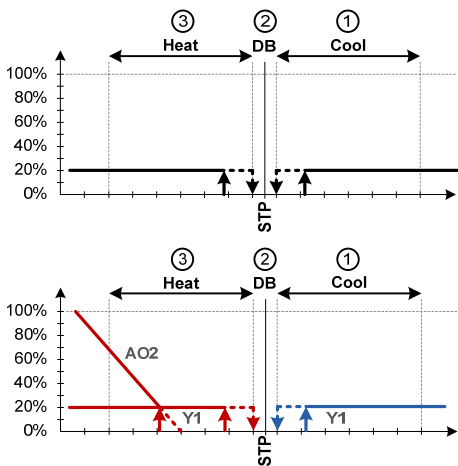 ③ ② ①
Heat DB Cool
100%
80%
60%
40%
20%
0%
STP
③ ② ①
Heat DB Cool
100%
80%
AO2
60%
40%
20%
Y1 Y1
0%
STP